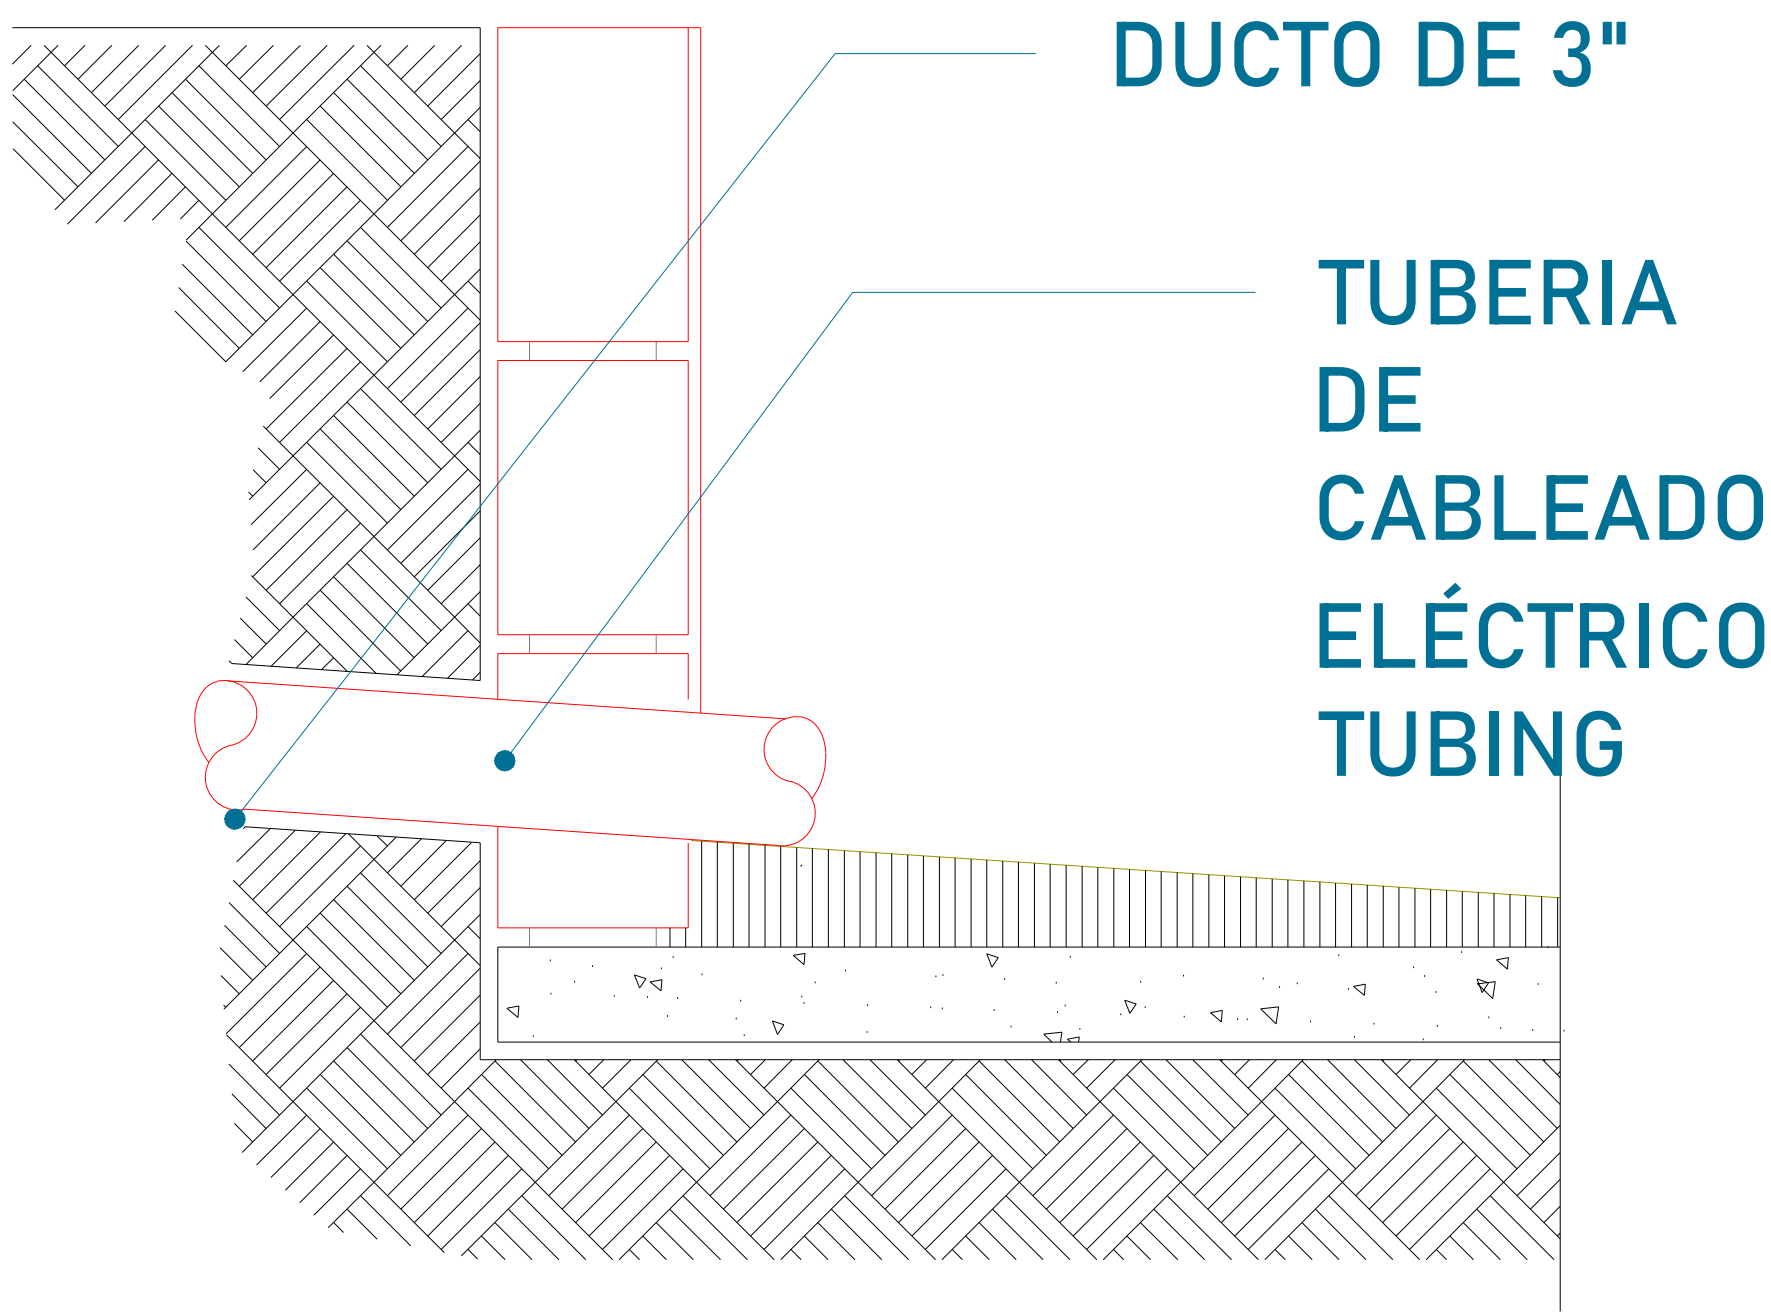 DUCTO DE 3"
TUBERIA
DE
CABLEADO
ELÉCTRICO
TUBING